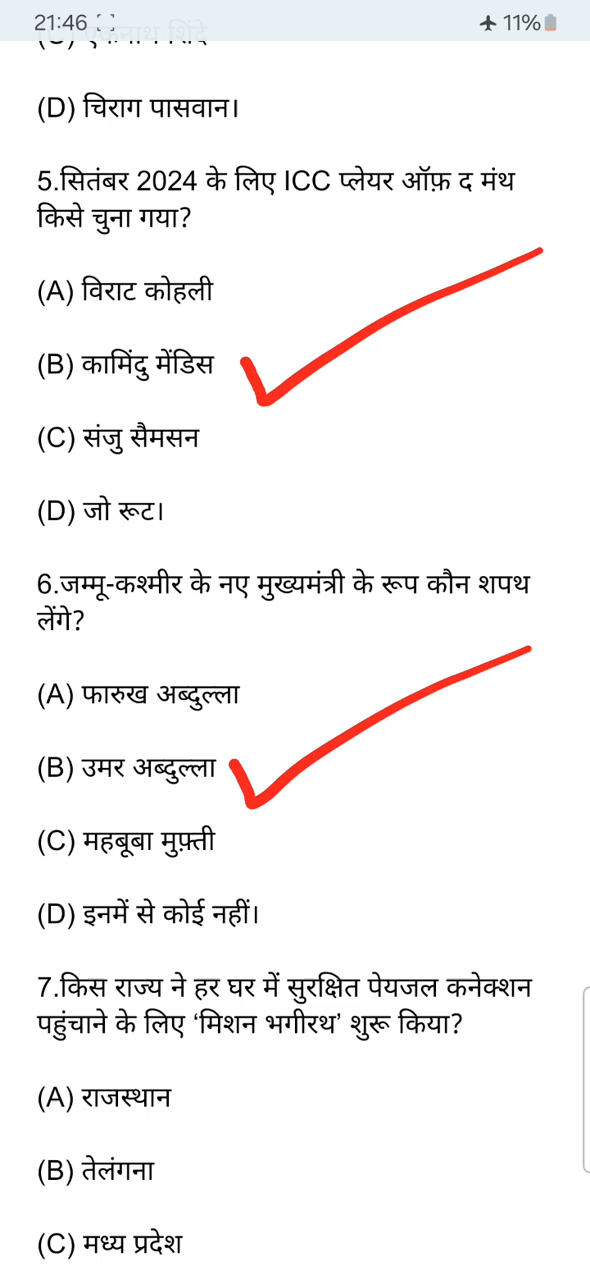 21:46
11%
(D) चिराग पासवान।
5.सितंबर 2024 के लिए ICC प्लेयर ऑफ़ द मंथ
किसे चुना गया?
(A) विराट कोहली
(B) कामिंदु मेंडिस
(C) संजु सैमसन
(D) जो रूट।
6.जम्मू-कश्मीर के नए मुख्यमंत्री के रूप कौन शपथ
लेंगे?
(A) फारुख अब्दुल्ला
(B) उमर अब्दुल्ला
(C) महबूबा मुफ़्ती
(D) इनमें से कोई नहीं।
7.किस राज्य ने हर घर में सुरक्षित पेयजल कनेक्शन
पहुंचाने के लिए ‘मिशन भगीरथ’ शुरू किया?
(A) राजस्थान
(B) तेलंगना
(C) मध्य प्रदेश